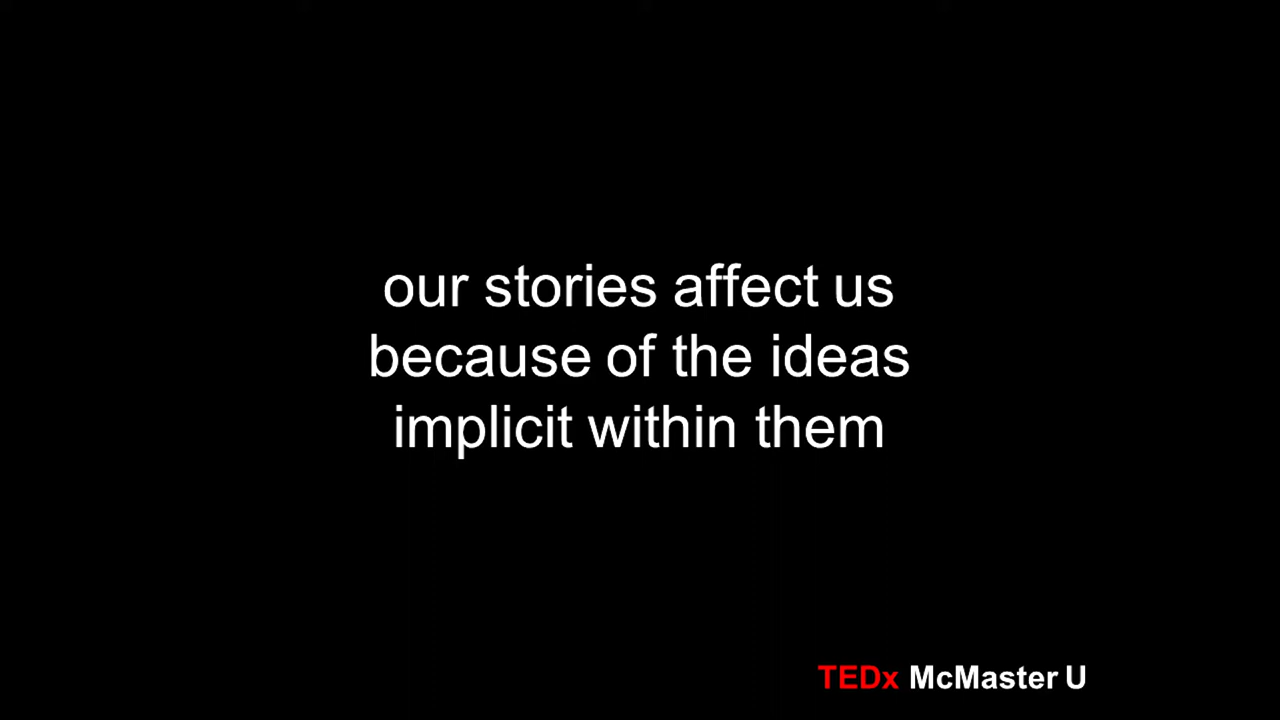 our stories affect us
because of the ideas
implicit within them
TEDx McMaster U